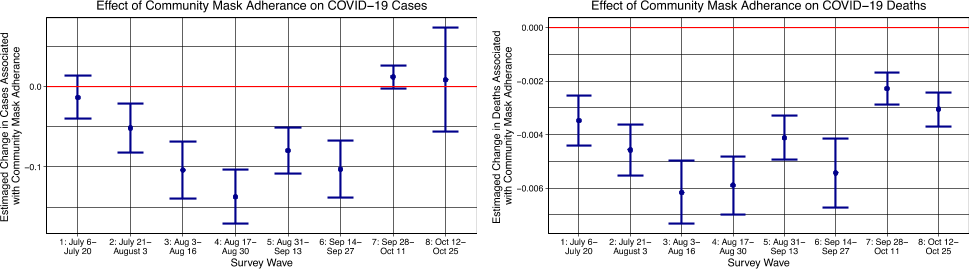 Effect of Community Mask Adherance on COVID−19 Cases
Estimaged Change in Cases Associated
with Community Mask Adherance
0.0
−0.1
1: July 6−
July 20
2: July 21−
August 3
3: Aug 3−
Aug 16
4: Aug 17−
Aug 30
5: Aug 31−
Sep 13
6: Sep 14−
Sep 27
7: Sep 28−
Oct 11
8: Oct 12−
Oct 25
Survey Wave
Effect of Community Mask Adherance on COVID−19 Deaths
Estimaged Change in Deaths Associated
with Community Mask Adherance
0.000
−0.002
−0.004
−0.006
1: July 6−
July 20
2: July 21−
August 3
3: Aug 3−
Aug 16
4: Aug 17−
Aug 30
5: Aug 31−
Sep 13
6: Sep 14−
Sep 27
7: Sep 28−
Oct 11
8: Oct 12−
Oct 25
Survey Wave